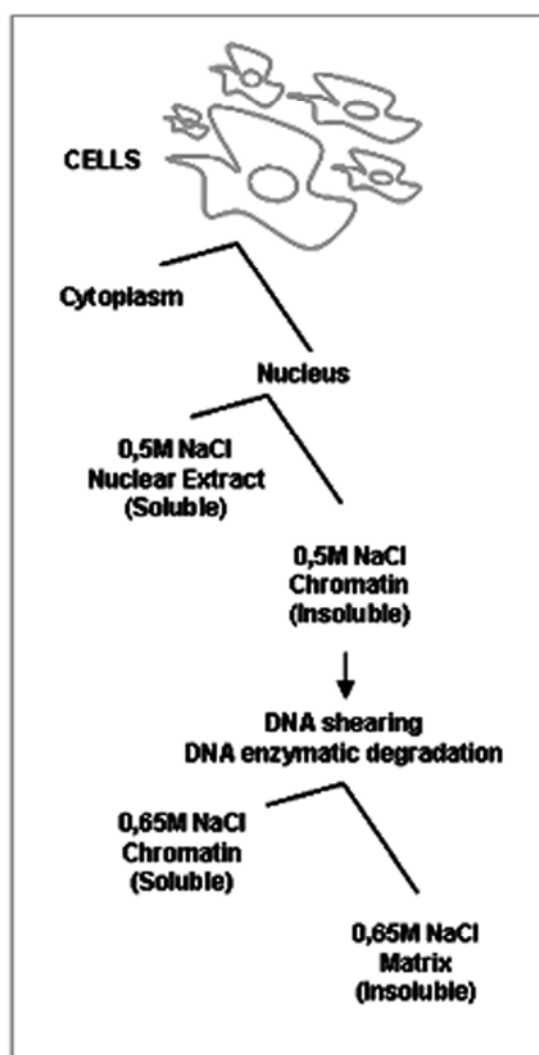 CELLS
Cytoplasm
Nucleus
0,5M NaCl
Nuclear Extract
(Soluble)
0,5M NaCl
Chromatin
(Insoluble)
DNA shearing
DNA enzymatic degradation
0,65M NaCl
Chromatin
(Soluble)
0,65M NaCl
Matrix
(Insoluble)